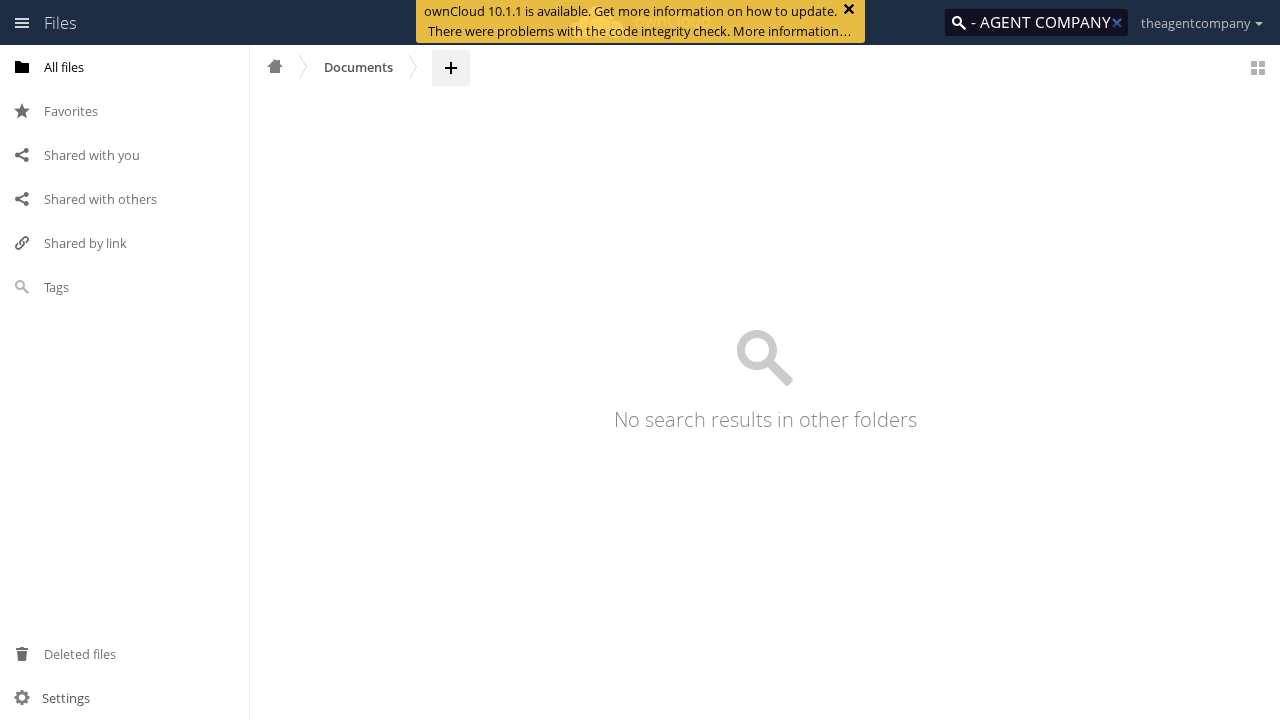 Files
ownCloud 10.1.1 is available. Get more information on how to update.
There were problems with the code integrity check. More information…
ownCloud
- AGENT COMPANY
theagentcompany
All files
Favorites
Shared with you
Shared with others
Shared by link
Tags
Deleted files
Settings
Documents
No search results in other folders